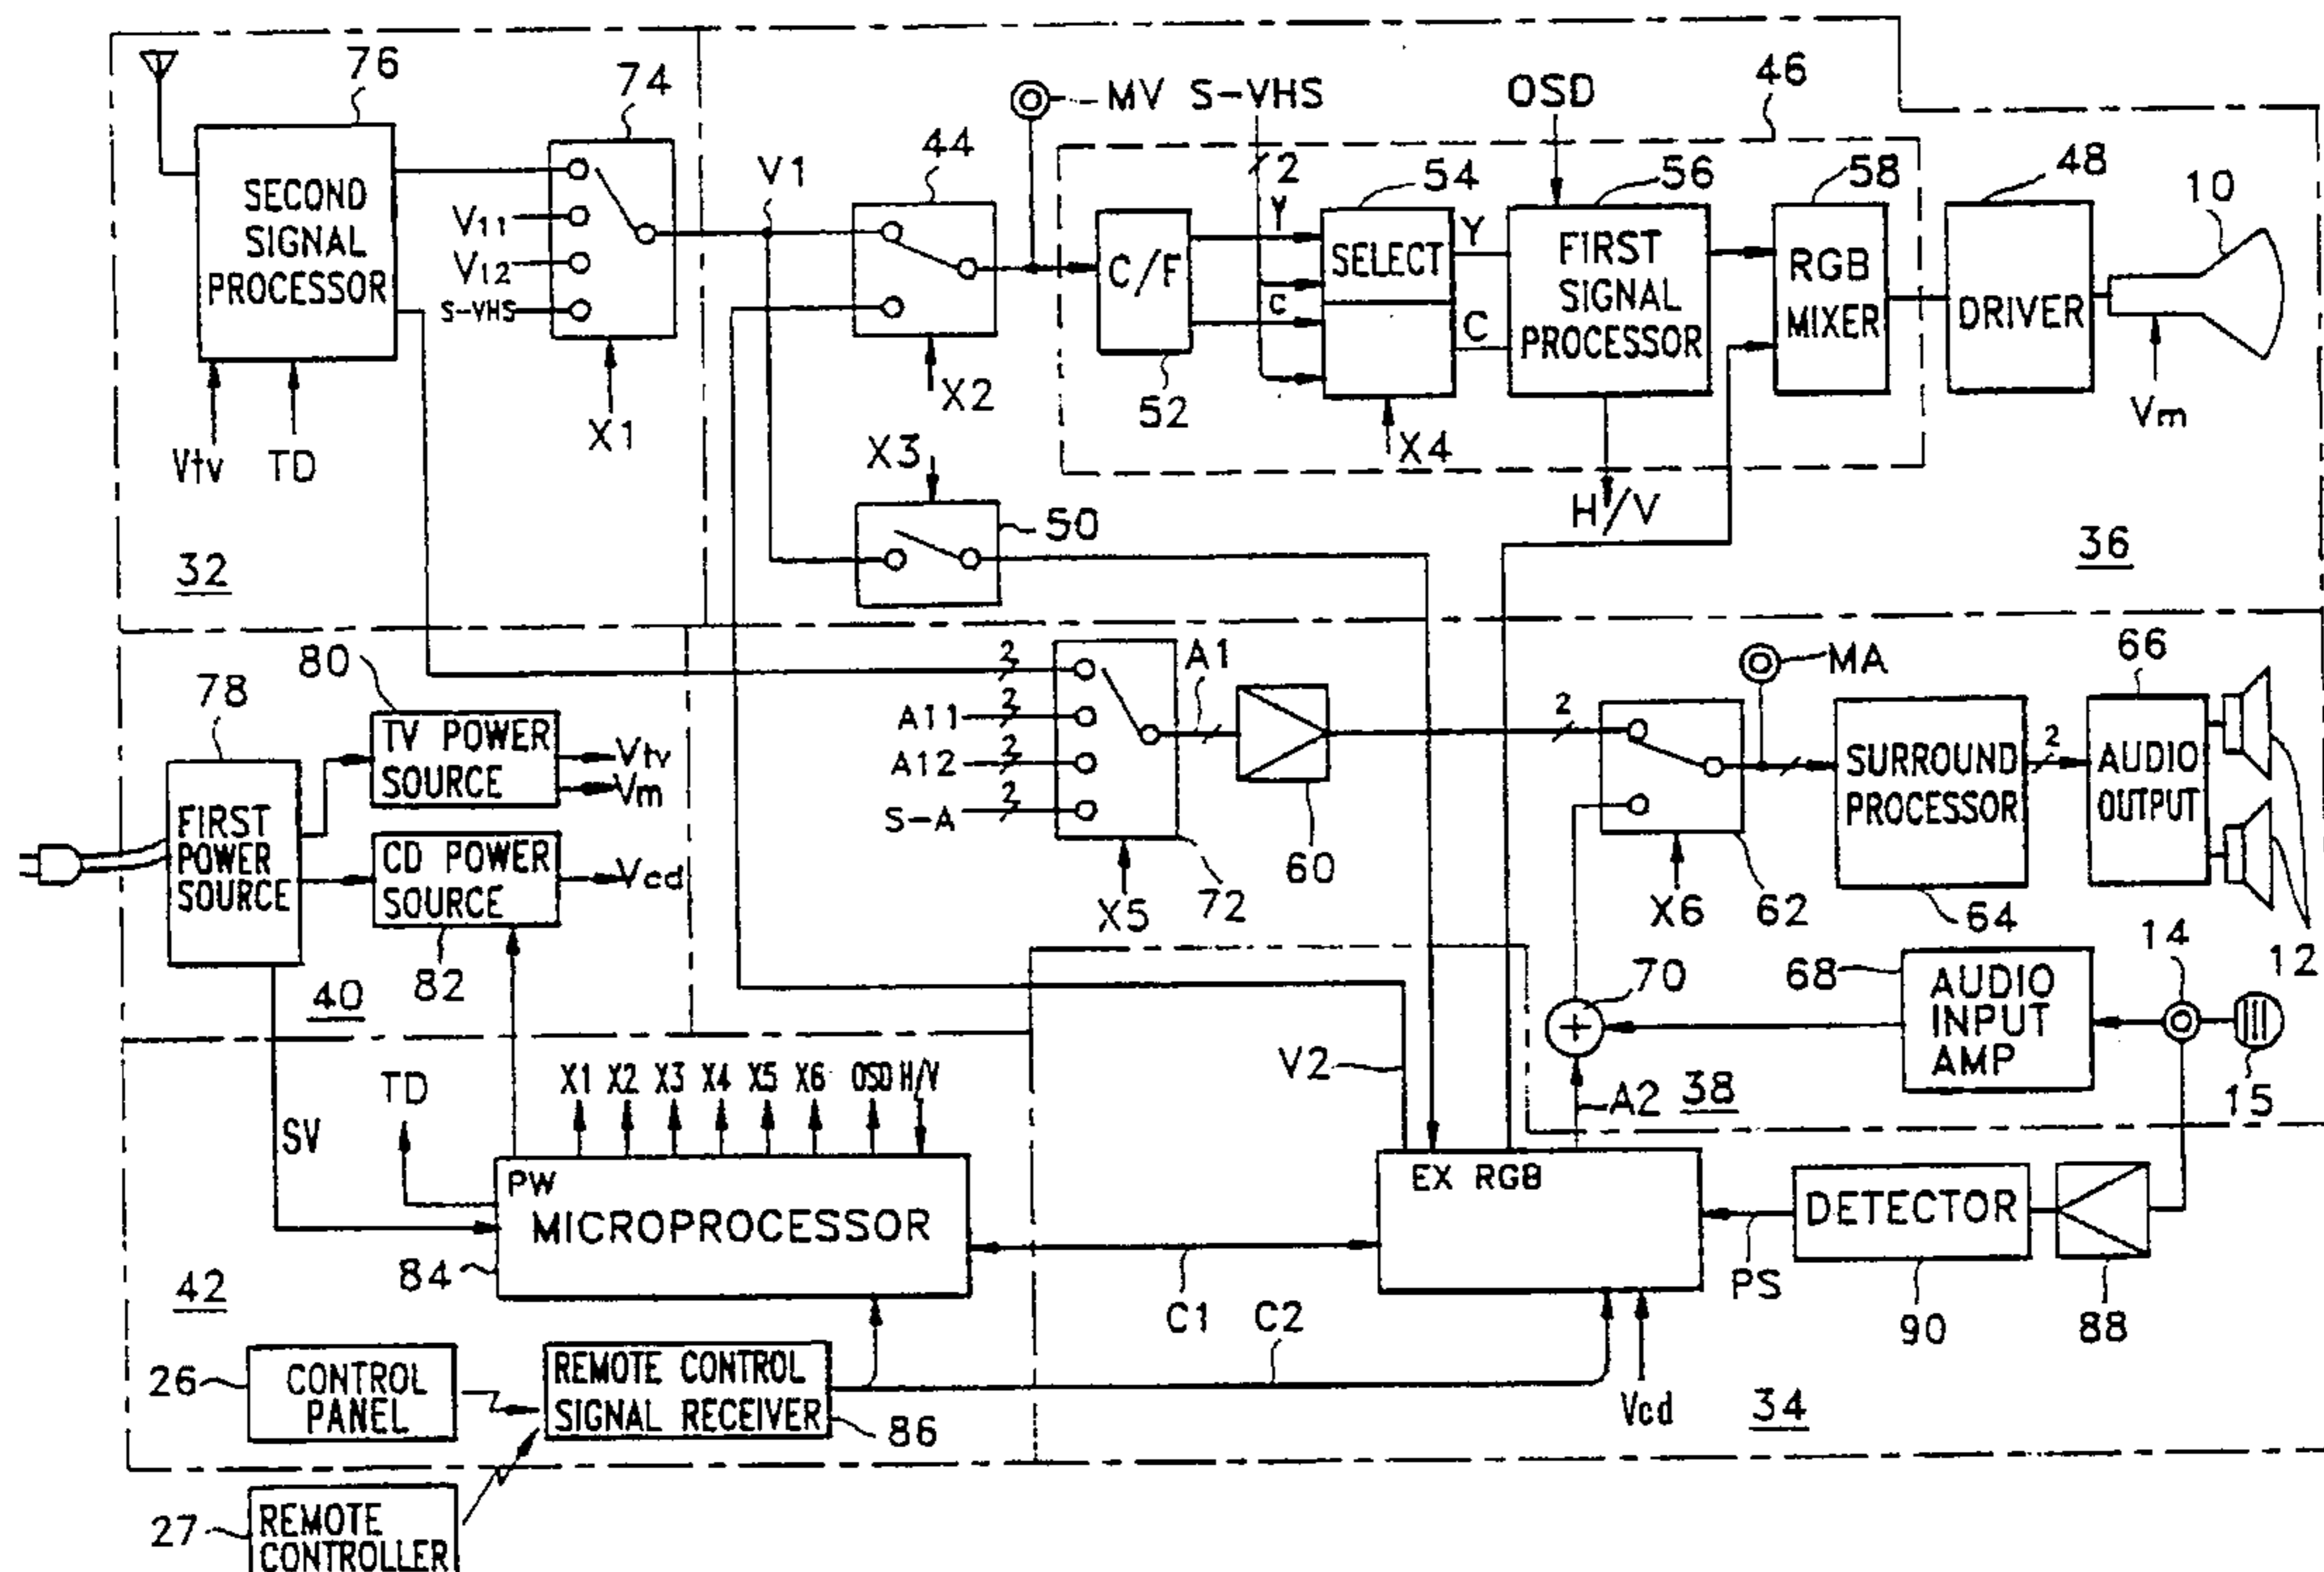 76
74
MV S-VHS
OSD
46
44
V1
2
54
56
58
48
10
SECOND
SIGNAL
PROCESSOR
V11
V12
S-VHS
Y
C
C/F
SELECT
Y
C
FIRST
SIGNAL
PROCESSOR
RGB
MIXER
DRIVER
Vtv
TD
X1
X2
52
X4
Vm
X3
H/V
50
32
36
80
2
A1
MA
66
78
TV POWER
SOURCE
Vtv
Vm
A11
2
A12
2
S-A
2
2
SURROUND
PROCESSOR
2
AUDIO
OUTPUT
FIRST
POWER
SOURCE
CD POWER
SOURCE
Vcd
60
X5
72
X6
62
64
14
12
82
40
70
68
AUDIO
INPUT
AMP
TD
X1 X2 X3 X4 X5 X6 OSD H/V
V2
A2
38
15
SV
PW
MICROPROCESSOR
EX RGB
DETECTOR
84
PS
42
C1
C2
90
88
26
CONTROL
PANEL
REMOTE CONTROL
SIGNAL RECEIVER
86
Vcd
34
27
REMOTE
CONTROLLER